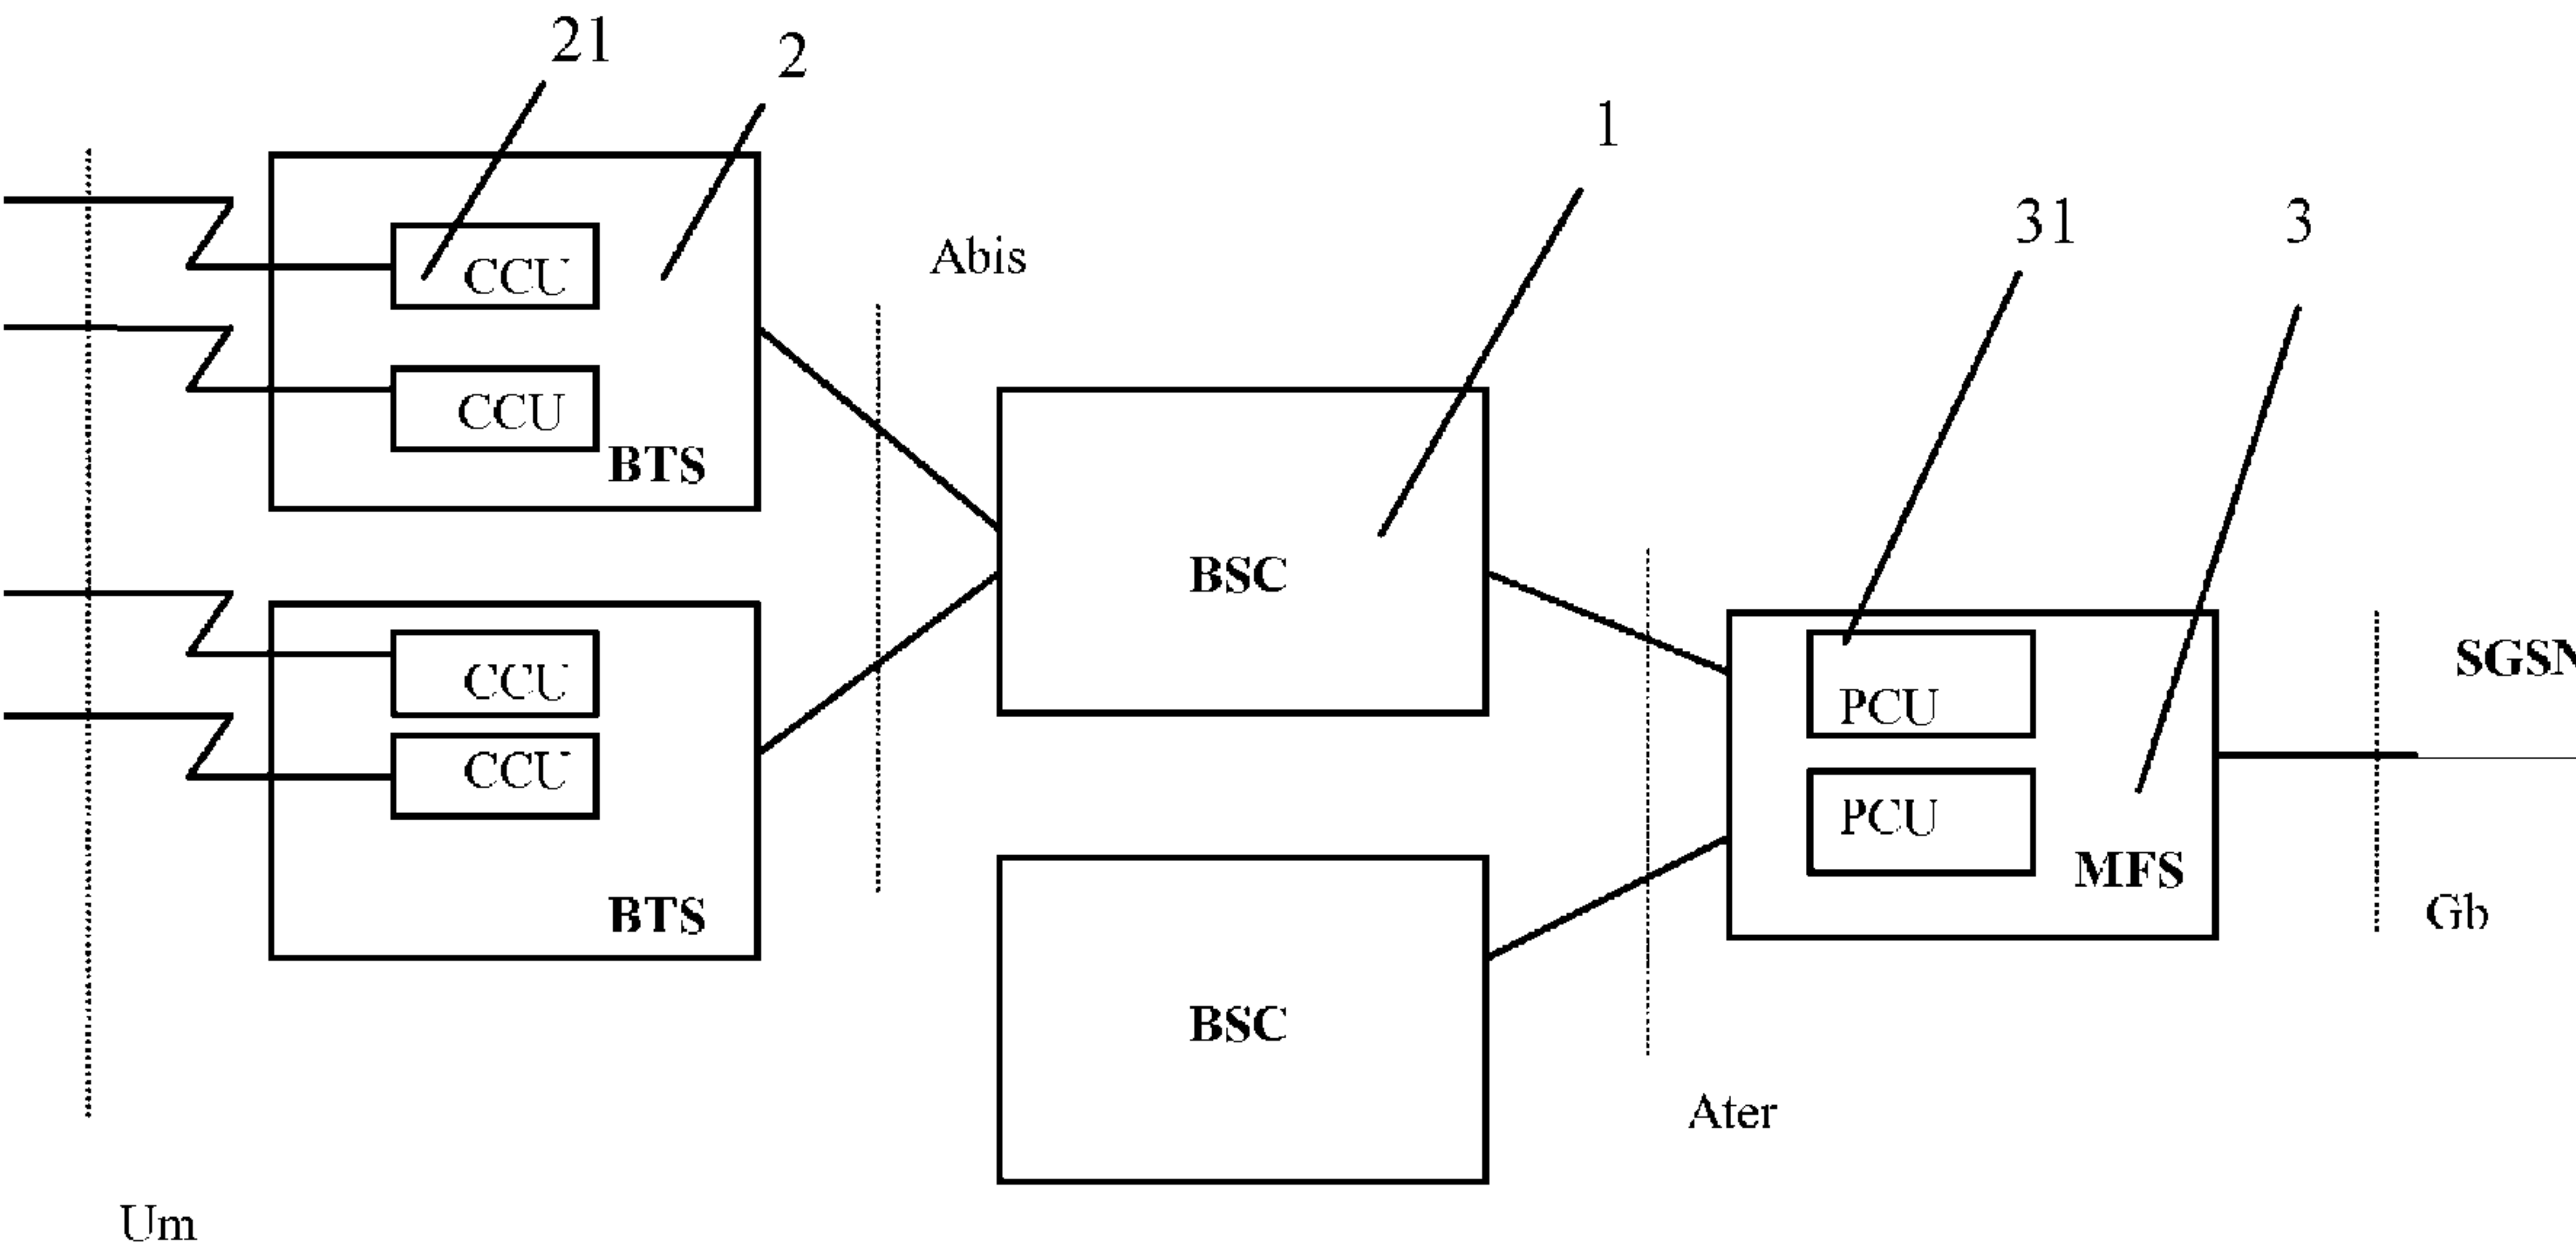 21
2
1
31
3
Abis
CCU
CCU
BTS
BSC
CCU
CCU
BTS
PCU
PCU
MFS
SGSN
Gb
BSC
Ater
Um